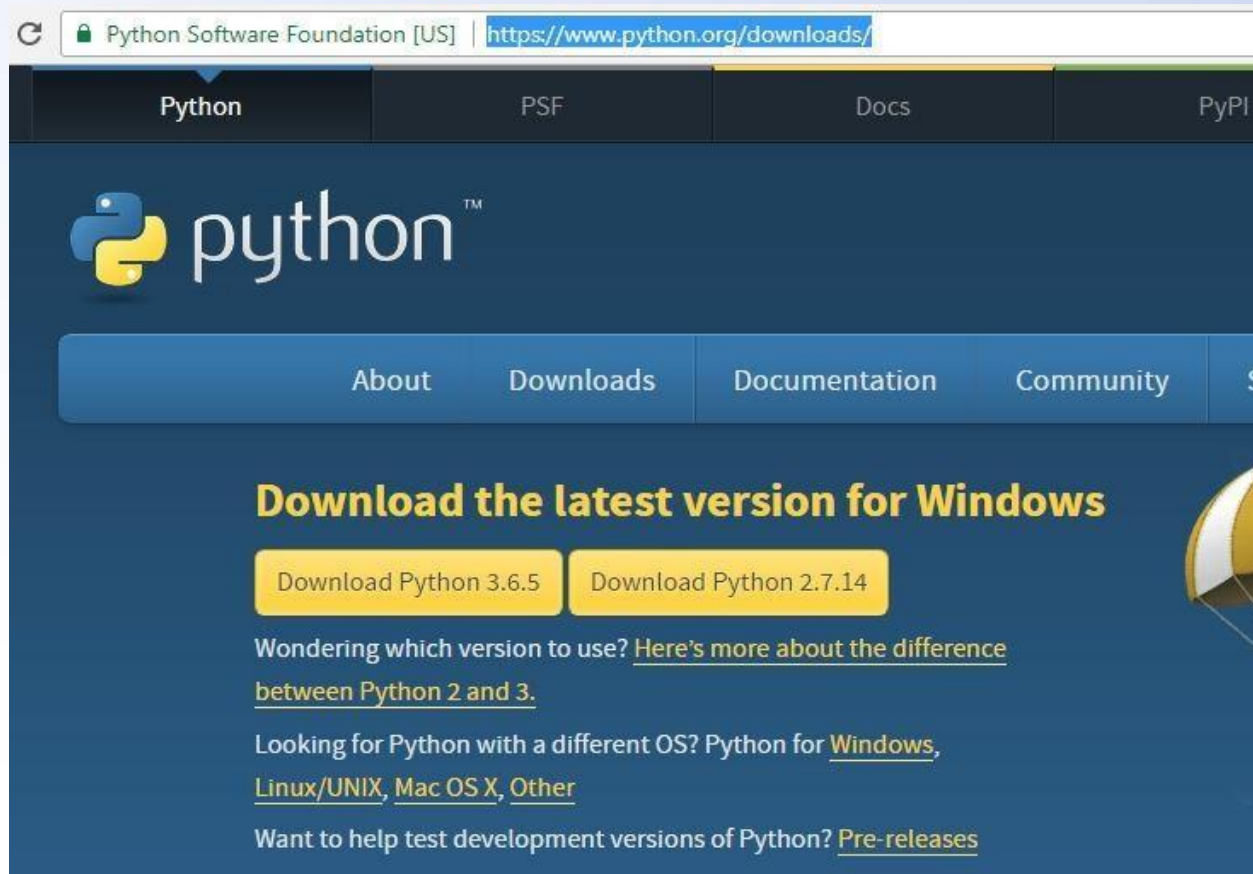 Python Software Foundation [US] | https://www.python.org/downloads/
Python PSF Docs PyPI
python™
About Downloads Documentation Community S
Download the latest version for Windows
Download Python 3.6.5 Download Python 2.7.14
Wondering which version to use? Here's more about the difference
between Python 2 and 3.
Looking for Python with a different OS? Python for Windows,
Linux/UNIX, Mac OS X, Other
Want to help test development versions of Python? Pre-releases